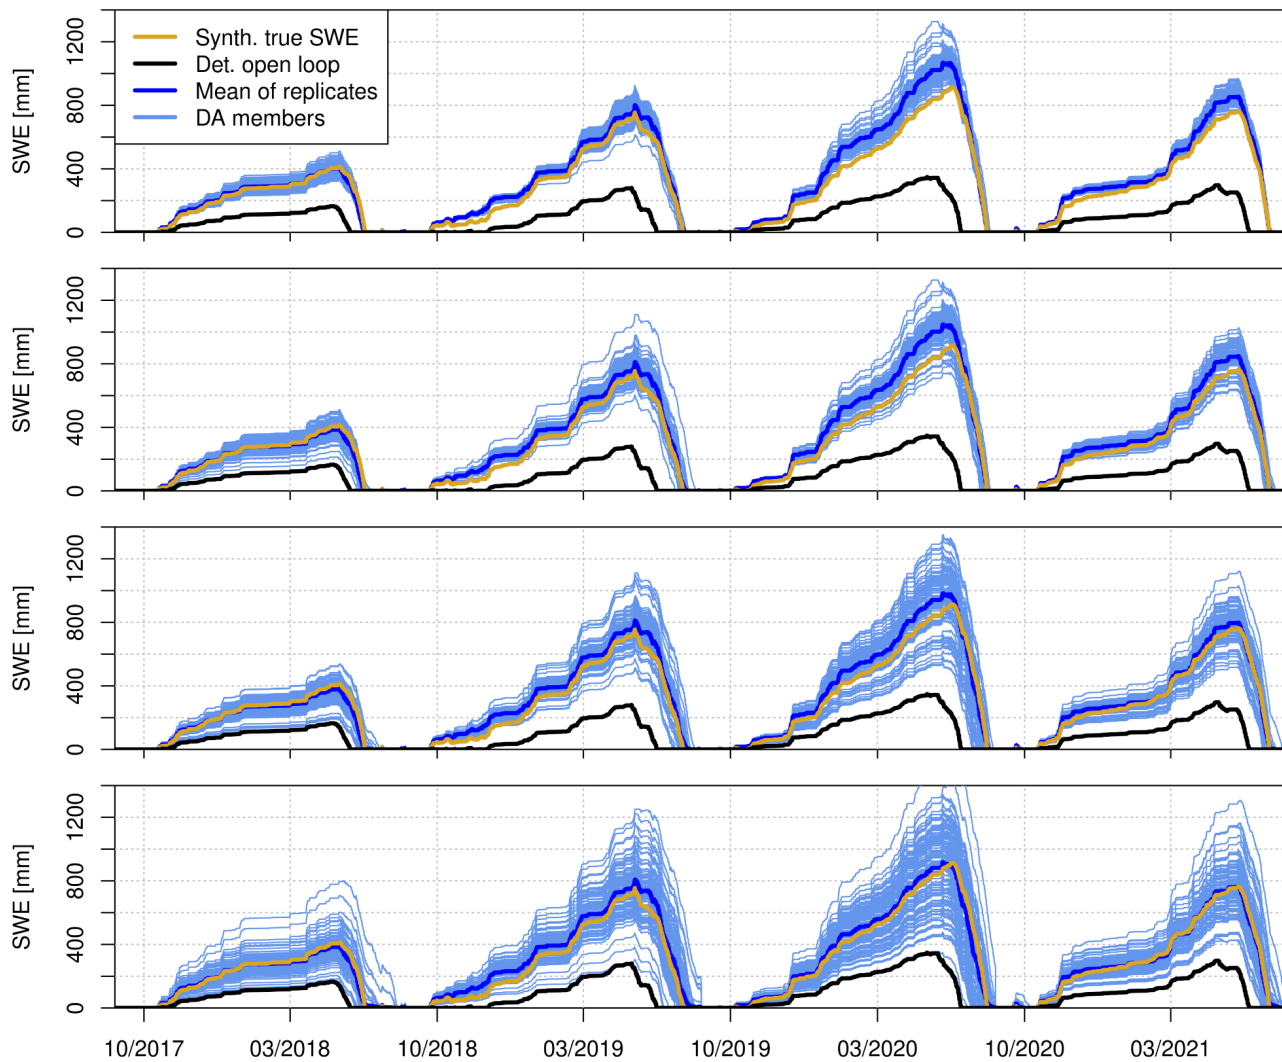 1200
800
400
0
SWE [mm]
Synth. true SWE
Det. open loop
Mean of replicates
DA members
1200
800
400
0
SWE [mm]
1200
800
400
0
SWE [mm]
1200
800
400
0
SWE [mm]
10/2017 03/2018 10/2018 03/2019 10/2019 03/2020 10/2020 03/2021